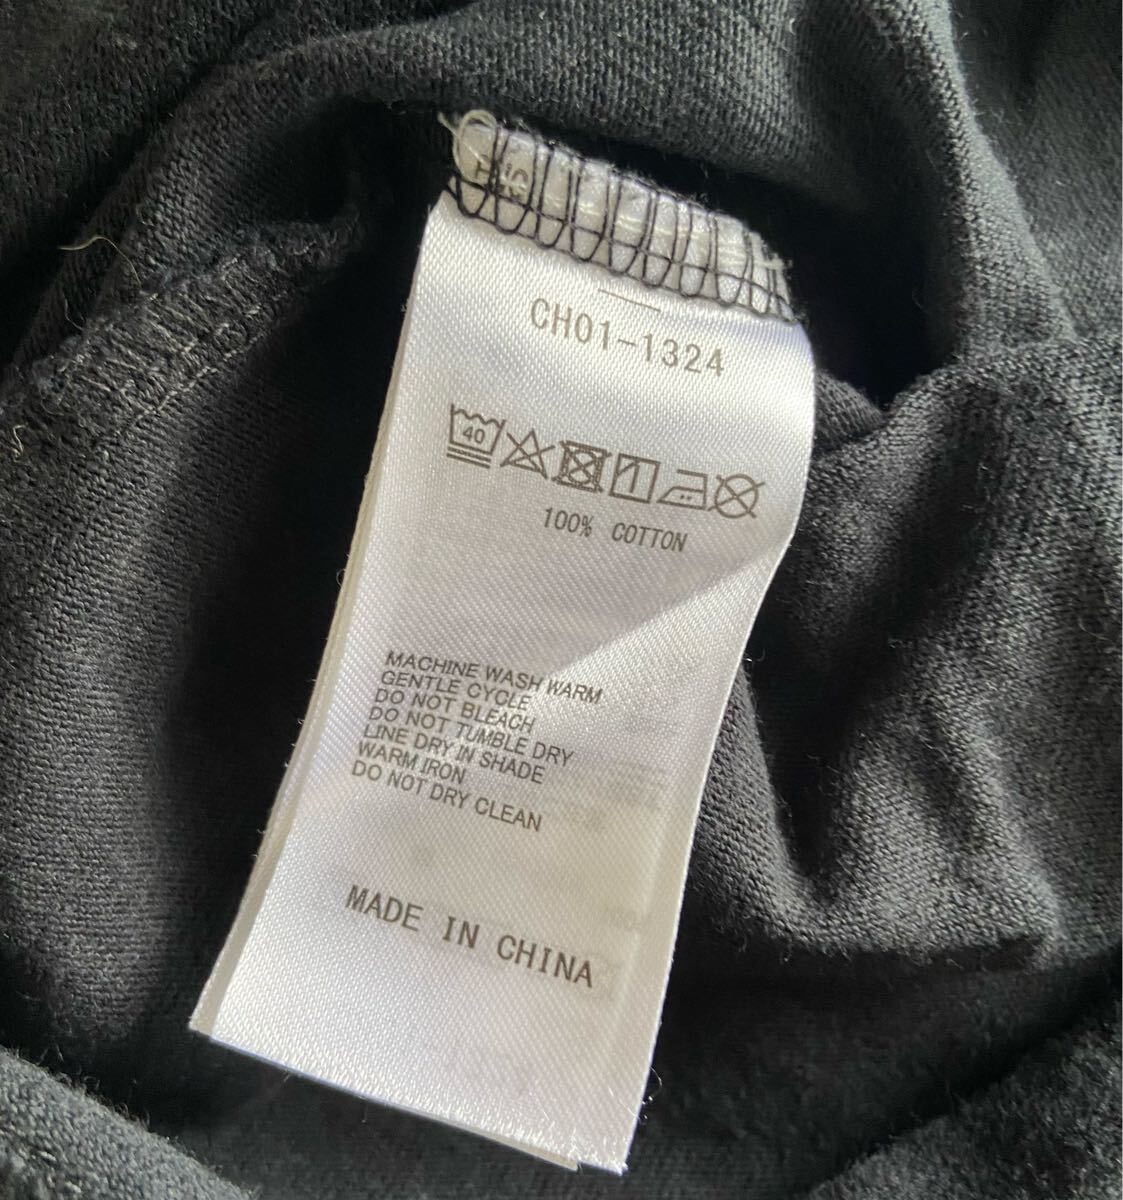 CH01-1324
40
100% COTTON
MACHINE WASH WARM
GENTLE CYCLE
DO NOT BLEACH
DO NOT TUMBLE DRY
LINE DRY IN SHADE
WARM IRON
DO NOT DRY CLEAN
MADE IN CHINA